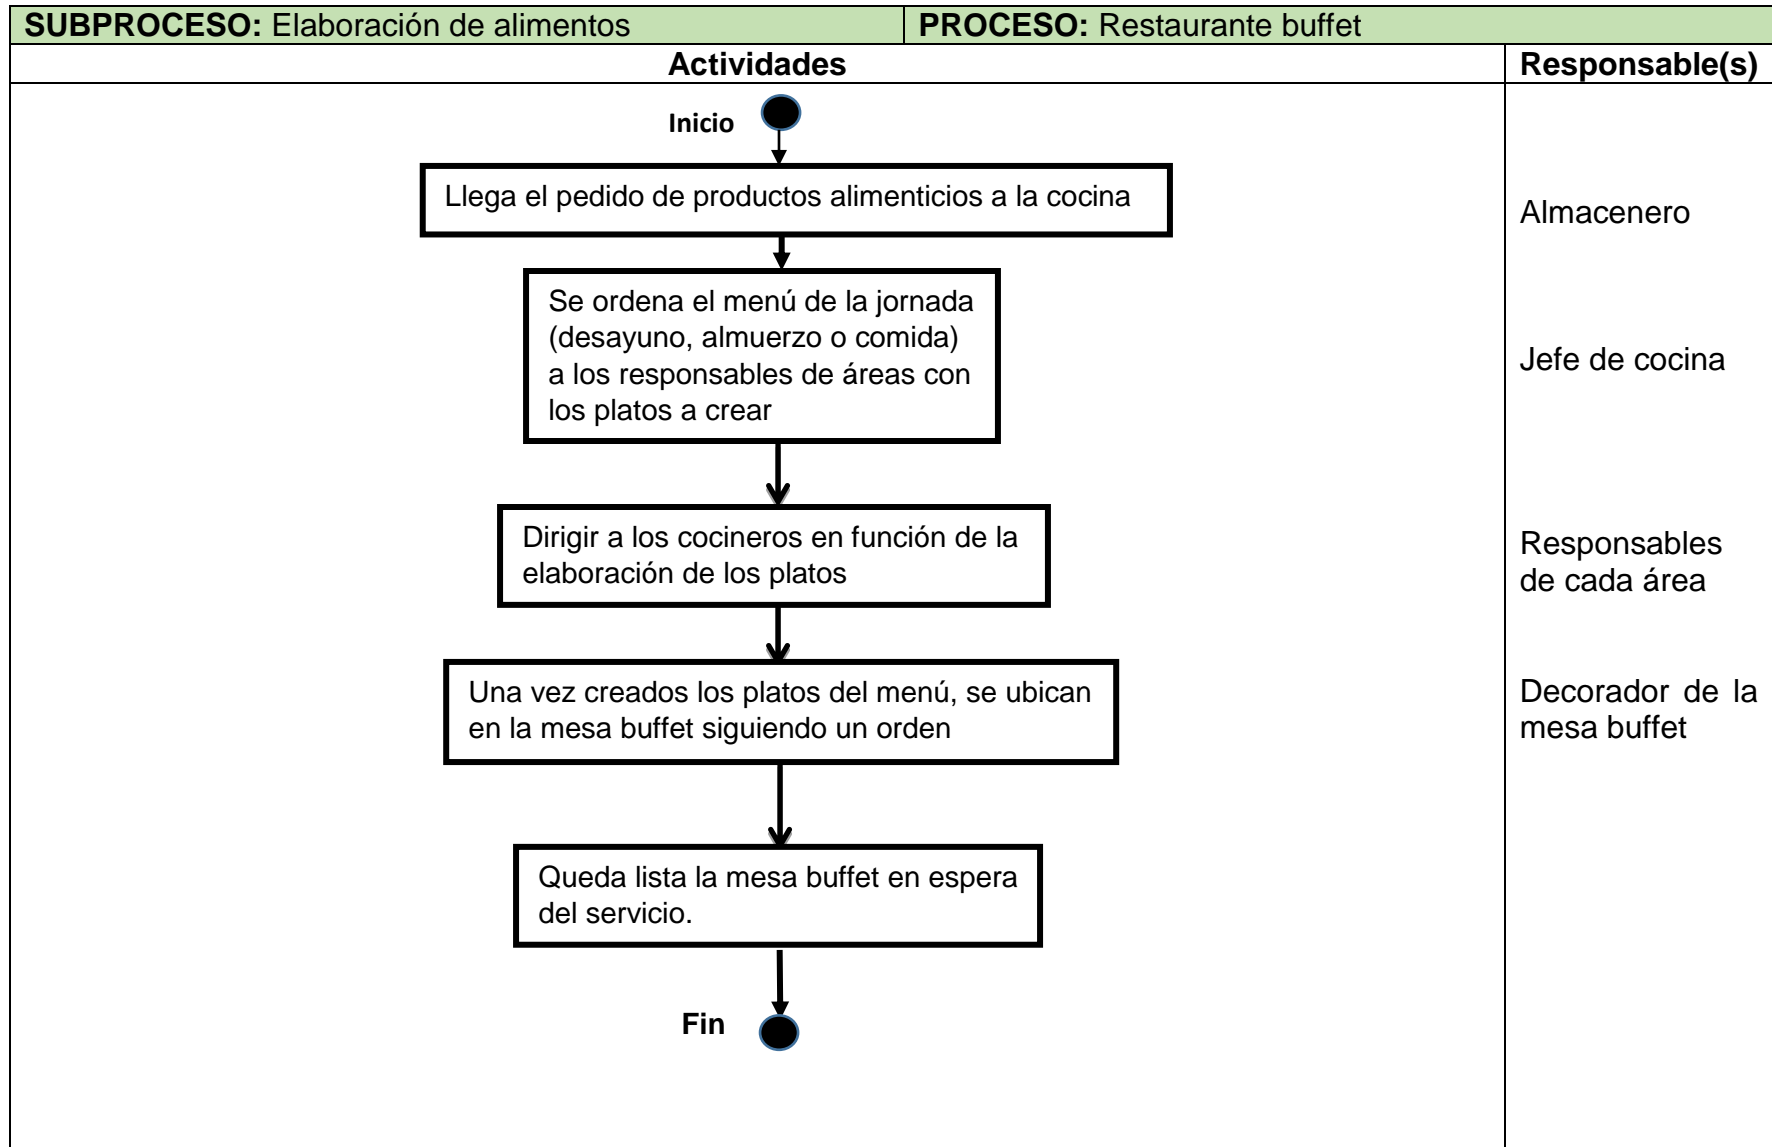 SUBPROCESO: Elaboración de alimentos
PROCESO: Restaurante buffet
Actividades
Responsable(s)
Inicio
Llega el pedido de productos alimenticios a la cocina
Almacenero
Se ordena el menú de la jornada
(desayuno, almuerzo o comida)
a los responsables de áreas con
los platos a crear
Jefe de cocina
Dirigir a los cocineros en función de la
elaboración de los platos
Responsables
de cada área
Una vez creados los platos del menú, se ubican
en la mesa buffet siguiendo un orden
Decorador de la
mesa buffet
Queda lista la mesa buffet en espera
del servicio.
Fin